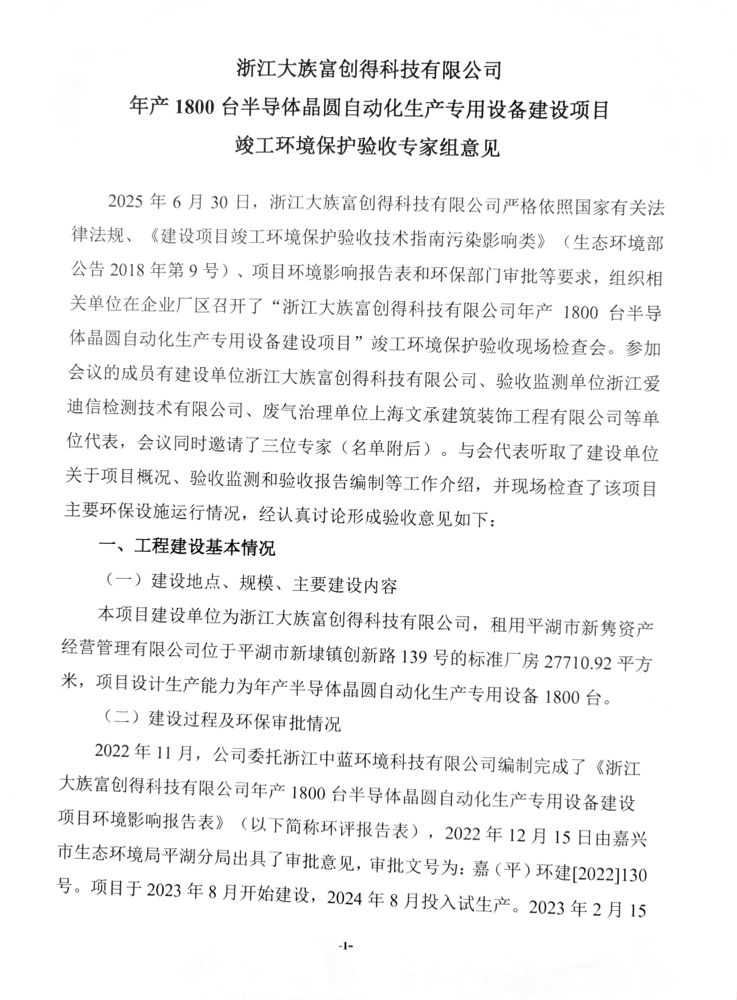 浙江大族富创得科技有限公司
年产 1800 台半导体晶圆自动化生产专用设备建设项目
竣工环境保护验收专家组意见
2025 年 6 月 30 日，浙江大族富创得科技有限公司严格依照国家有关法
律法规、《建设项目竣工环境保护验收技术指南污染影响类》（生态环境部
公告 2018 年第 9 号）、项目环境影响报告表和环保部门审批等要求，组织相
关单位在企业厂区召开了“浙江大族富创得科技有限公司年产 1800 台半导
体晶圆自动化生产专用设备建设项目”竣工环境保护验收现场检查会。参加
会议的成员有建设单位浙江大族富创得科技有限公司、验收监测单位浙江爱
迪信检测技术有限公司、废气治理单位上海文承建筑装饰工程有限公司等单
位代表，会议同时邀请了三位专家（名单附后）。与会代表听取了建设单位
关于项目概况、验收监测和验收报告编制等工作介绍，并现场检查了该项目
主要环保设施运行情况，经认真讨论形成验收意见如下：
一、工程建设基本情况
（一）建设地点、规模、主要建设内容
本项目建设单位为浙江大族富创得科技有限公司，租用平湖市新隽资产
经营管理有限公司位于平湖市新埭镇创新路 139 号的标准厂房 27710.92 平方
米，项目设计生产能力为年产半导体晶圆自动化生产专用设备 1800 台。
（二）建设过程及环保审批情况
2022 年 11 月，公司委托浙江中蓝环境科技有限公司编制完成了《浙江
大族富创得科技有限公司年产 1800 台半导体晶圆自动化生产专用设备建设
项目环境影响报告表》（以下简称环评报告表），2022 年 12 月 15 日由嘉兴
市生态环境局平湖分局出具了审批意见，审批文号为：嘉（平）环建[2022]130
号。项目于 2023 年 8 月开始建设，2024 年 8 月投入试生产。2023 年 2 月 15
-1-